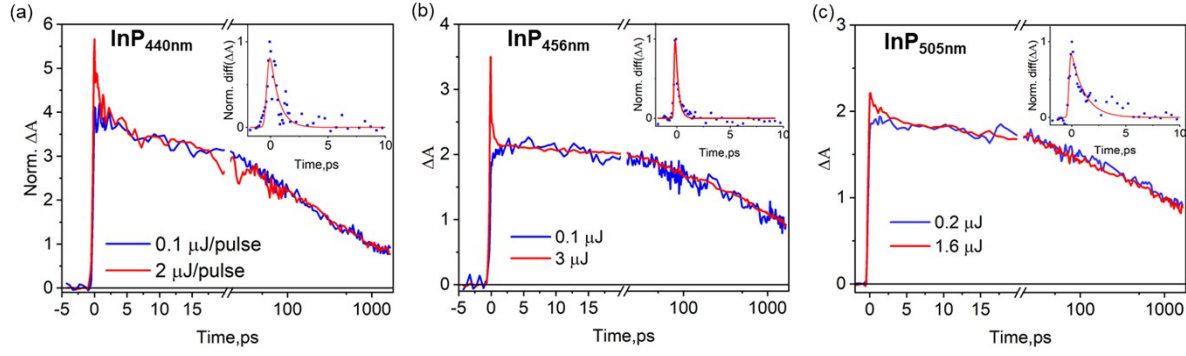 (a)
InP440nm
Norm. ΔA
6
5
4
3
2
1
0
-5 0 5 10 15 100 1000
Time,ps
0.1 μJ/pulse
2 μJ/pulse
Norm. diff(ΔA)
1
0
0 5 10
Time,ps
(b)
InP456nm
ΔA
4
3
2
1
0
-5 0 5 10 15 100 1000
Time,ps
0.1 μJ
3 μJ
Norm. diff(ΔA)
1
0
0 5 10
Time,ps
(c)
InP505nm
ΔA
3
2
1
0
0 5 10 15 100 1000
Time,ps
0.2 μJ
1.6 μJ
Norm. diff(ΔA)
1
0
0 5 10
Time,ps